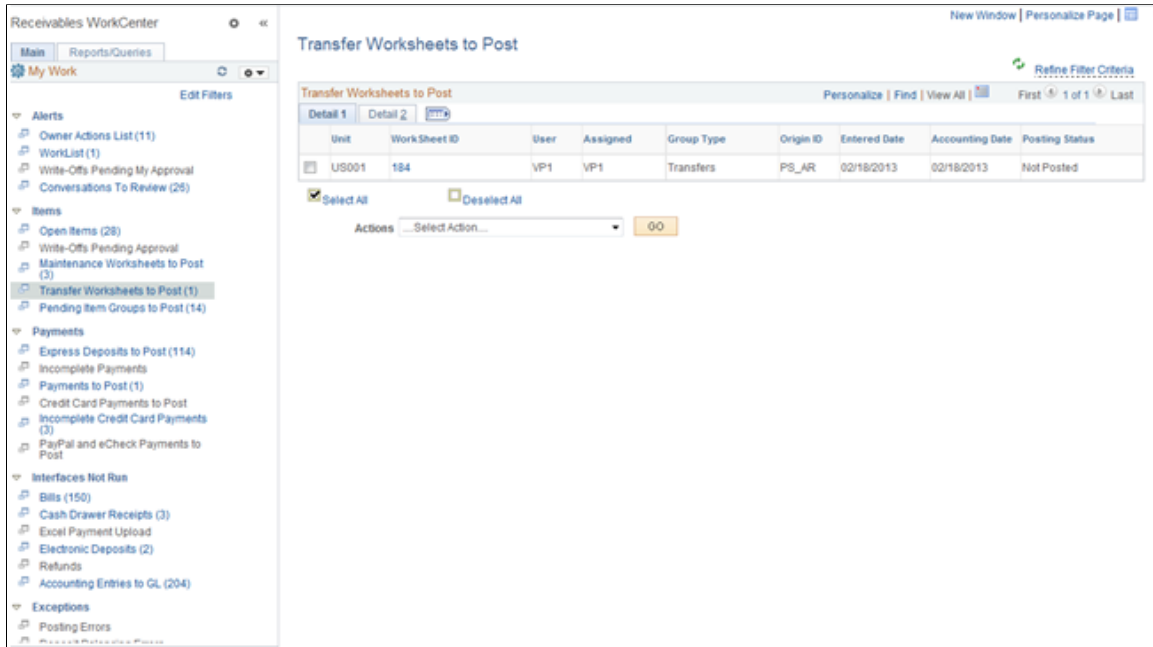 Receivables WorkCenter
New Window | Personalize Page |
Main Reports/Queries
My Work
Edit Filters
Alerts
Owner Actions List (11)
WorkList (1)
Write-Offs Pending My Approval
Conversations To Review (26)
Items
Open Items (28)
Write-Offs Pending Approval
Maintenance Worksheets to Post
(3)
Transfer Worksheets to Post (1)
Pending Item Groups to Post (14)
Payments
Express Deposits to Post (114)
Incomplete Payments
Payments to Post (1)
Credit Card Payments to Post
Incomplete Credit Card Payments
(3)
PayPal and eCheck Payments to
Post
Interfaces Not Run
Bills (150)
Cash Drawer Receipts (3)
Excel Payment Upload
Electronic Deposits (2)
Refunds
Accounting Entries to GL (204)
Exceptions
Posting Errors
Transfer Worksheets to Post
Refine Filter Criteria
Transfer Worksheets to Post Personalize | Find | View All | First 1 of 1 Last
Detail 1 Detail 2
Unit WorkSheet ID User Assigned Group Type Origin ID Entered Date Accounting Date Posting Status
US001 184 VP1 VP1 Transfers PS_AR 02/18/2013 02/18/2013 Not Posted
Select All Deselect All
Actions ....Select Action.... GO